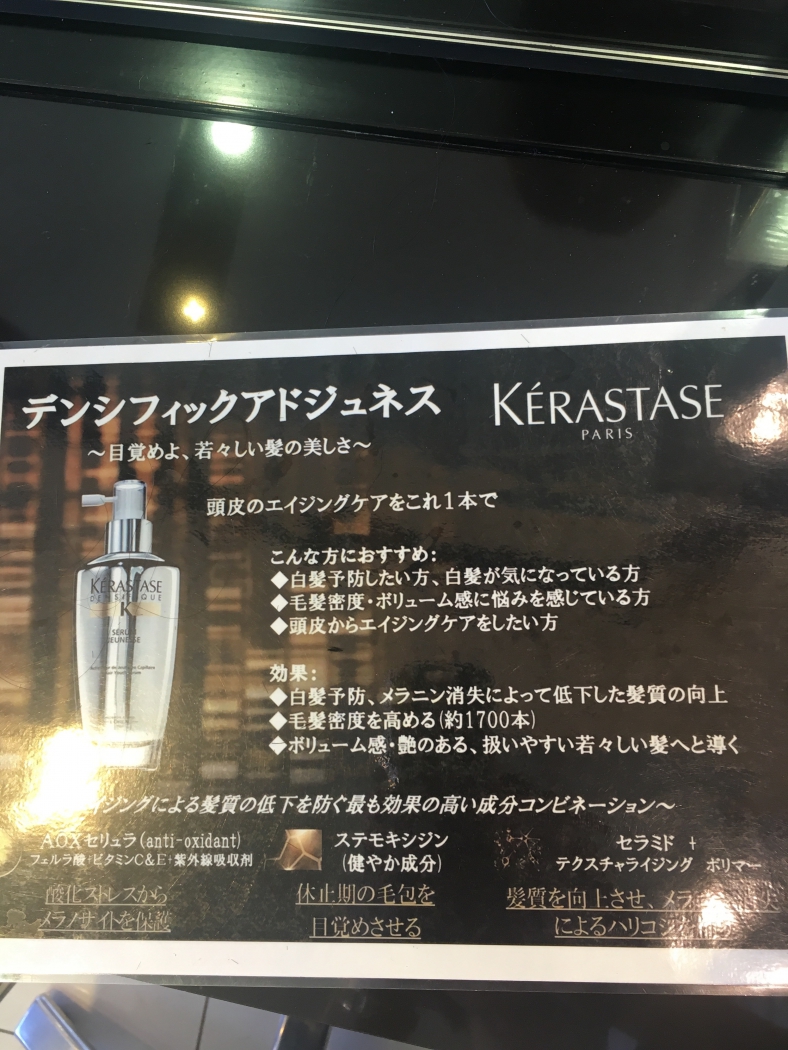 デンシフィックアドジュネス
KÉRASTASE
PARIS
～目覚めよ、若々しい髪の美しさ～
頭皮のエイジングケアをこれ1本で
こんな方におすすめ:
◆白髪予防したい方、白髪が気になっている方
◆毛髪密度・ボリューム感に悩みを感じている方
◆頭皮からエイジングケアをしたい方
KÉRASTASE
DENSIFIQUE
K
SÉRUM
JEUNESSE
効果:
◆白髪予防、メラニン消失によって低下した髪質の向上
◆毛髪密度を高める(約1700本)
◆ボリューム感・艶のある、扱いやすい若々しい髪へと導く
イジングによる髪質の低下を防ぐ最も効果の高い成分コンビネーション～
AOXセリュラ(anti-oxidant)
フェルラ酸・ビタミンC&E・紫外線吸収剤
酸化ストレスから
メラノサイトを保護
ステモキシジン
(健やか成分)
休止期の毛包を
目覚めさせる
セラミド +
テクスチャライジング ポリマー
髪質を向上させ、メラ
によるハリコシ